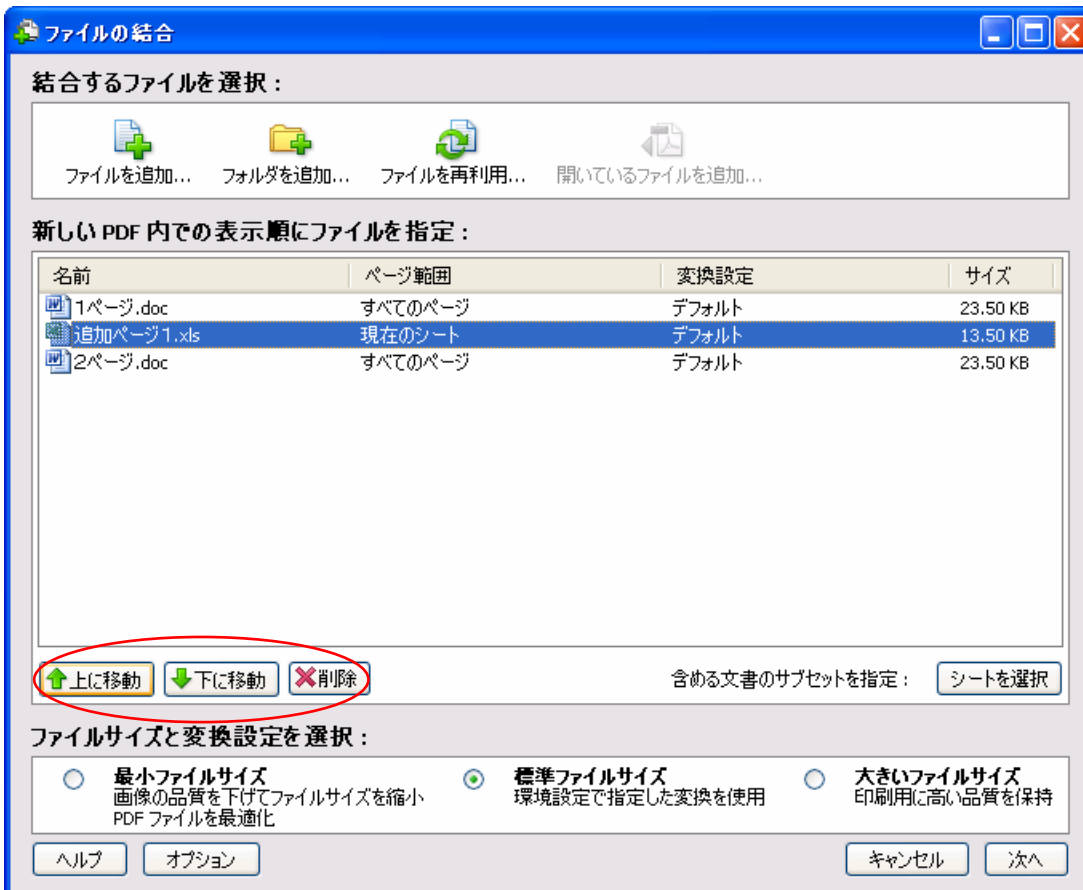 ファイルの結合
結合するファイルを選択：
ファイルを追加... フォルダを追加... ファイルを再利用... 開いているファイルを追加...
新しい PDF 内での表示順にファイルを指定：
名前 ページ範囲 変換設定 サイズ
1ページ.doc すべてのページ デフォルト 23.50 KB
追加ページ1.xls 現在のシート デフォルト 13.50 KB
2ページ.doc すべてのページ デフォルト 23.50 KB
上に移動 下に移動 削除 含める文書のサブセットを指定： シートを選択
ファイルサイズと変換設定を選択：
最小ファイルサイズ 標準ファイルサイズ 大きいファイルサイズ
画像の品質を下げてファイルサイズを縮小 環境設定で指定した変換を使用 印刷用に高い品質を保持
PDF ファイルを最適化
ヘルプ オプション キャンセル 次へ